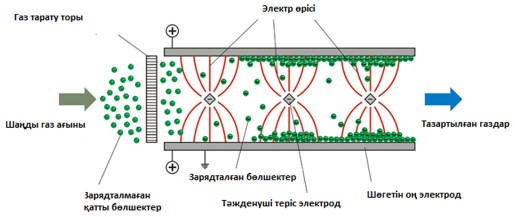 Газ тарату торы
Электр өрісі
Шаңды газ ағыны
Тазартылған газдар
Зарядталмаған
қатты бөлшектер
Зарядталған бөлшектер
Тәжденуші теріс электрод
Шөгетін оң электрод